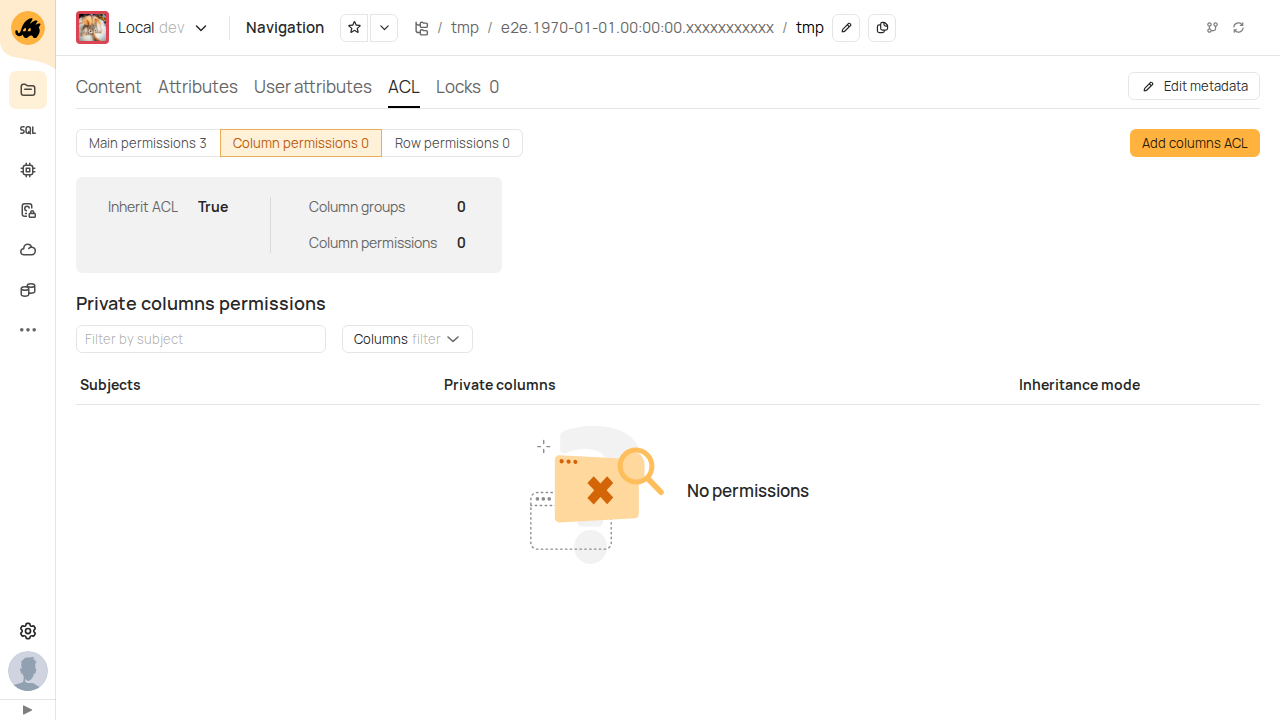 Local dev Navigation / tmp / e2e.1970-01-01.00:00:00.xxxxxxxxxxx / tmp
SQL
Content Attributes User attributes ACL Locks 0 Edit metadata
Main permissions 3 Column permissions 0 Row permissions 0 Add columns ACL
Inherit ACL True Column groups 0
Column permissions 0
Private columns permissions
Filter by subject Columns filter
Subjects Private columns Inheritance mode
No permissions